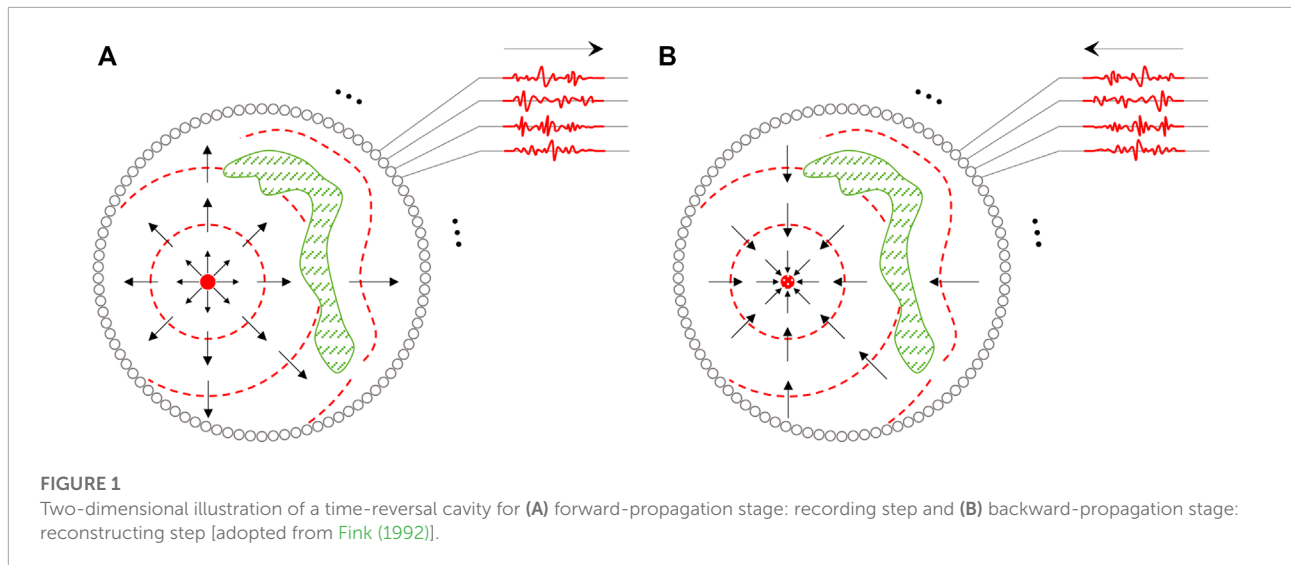 A
B
FIGURE 1
Two-dimensional illustration of a time-reversal cavity for (A) forward-propagation stage: recording step and (B) backward-propagation stage:
reconstructing step [adopted from Fink (1992)].